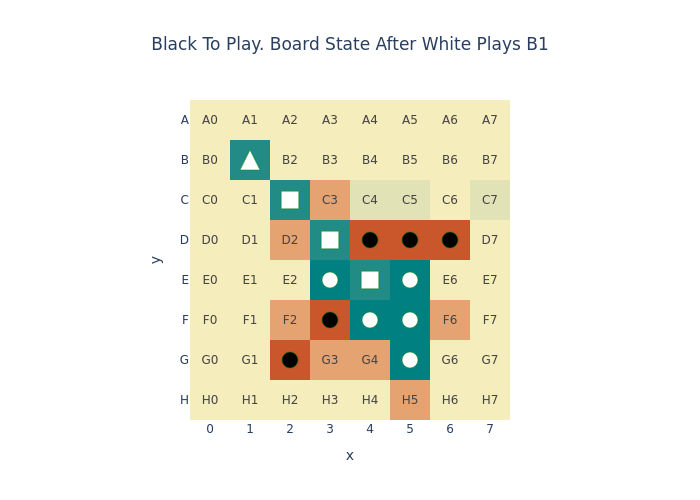 Black To Play. Board State After White Plays B1
A A0 A1 A2 A3 A4 A5 A6 A7
B B0 B2 B3 B4 B5 B6 B7
C C0 C1 C3 C4 C5 C6 C7
D D0 D1 D2 D7
y
E E0 E1 E2 E6 E7
F F0 F1 F2 F6 F7
G G0 G1 G3 G4 G6 G7
H H0 H1 H2 H3 H4 H5 H6 H7
0 1 2 3 4 5 6 7
x